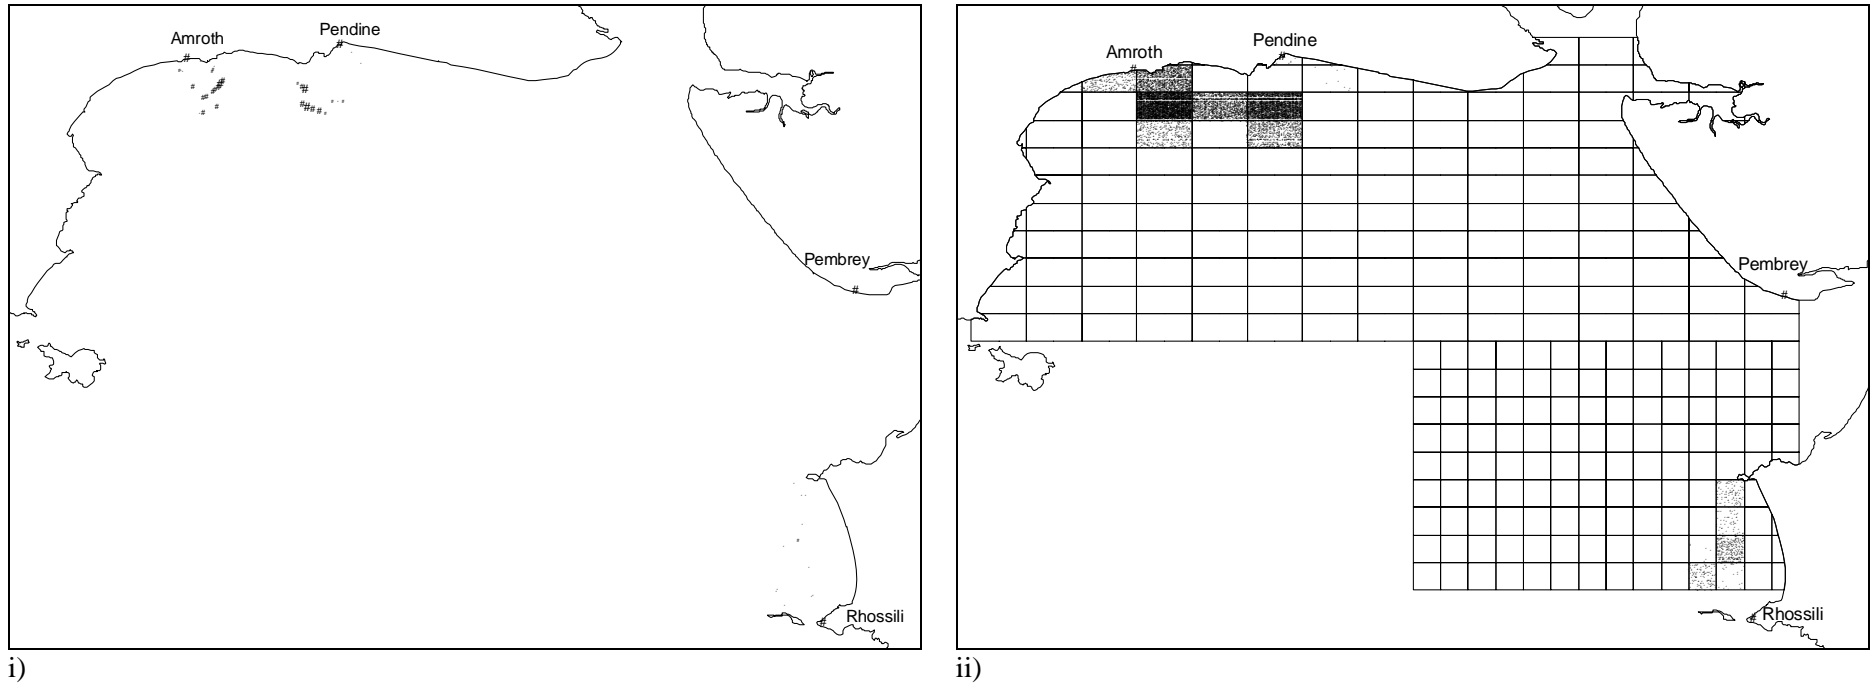 Amroth
Pendine
Pembrey
Rhossili
i)
Amroth
Pendine
Pembrey
Rhossili
ii)